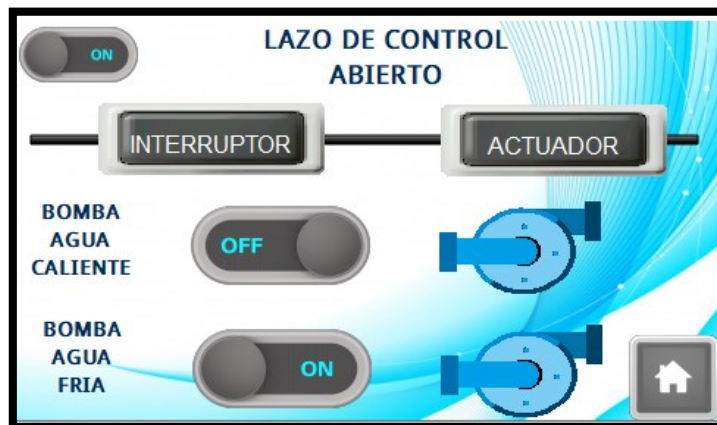 ON
LAZO DE CONTROL
ABIERTO
INTERRUPTOR
ACTUADOR
BOMBA
AGUA
CALIENTE
OFF
BOMBA
AGUA
FRIA
ON